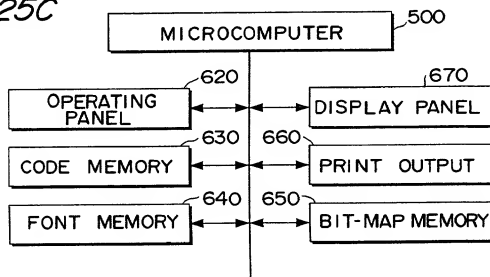 25C
MICROCOMPUTER
500
620
670
OPERATING
PANEL
DISPLAY PANEL
630
660
CODE MEMORY
PRINT OUTPUT
640
650
FONT MEMORY
BIT-MAP MEMORY